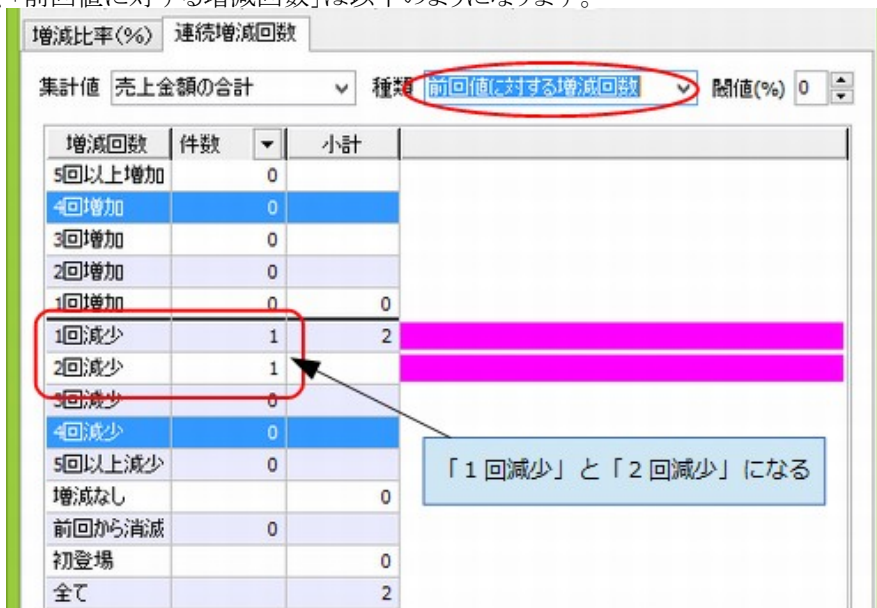 「前回値に対する増減回数」は以下のようになります。
増減比率(%) 連続増減回数
集計値 売上金額の合計 種類 前回値に対する増減回数 閾値(%) 0
増減回数 件数 小計
5回以上増加 0
4回増加 0
3回増加 0
2回増加 0
1回増加 0 0
1回減少 1 2
2回減少 1
3回減少 0
4回減少 0
5回以上減少 0
「1回減少」と「2回減少」になる
増減なし 0
前回から消滅 0
初登場 0
全て 2